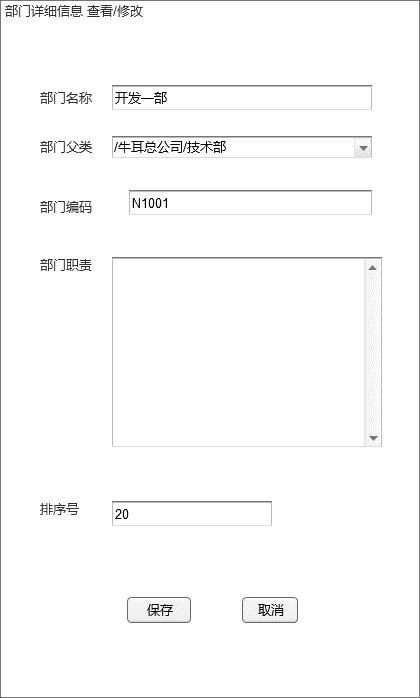 部门详细信息 查看/修改
部门名称 开发一部
部门父类 /牛耳总公司/技术部
部门编码 N1001
部门职责
排序号 20
保存 取消